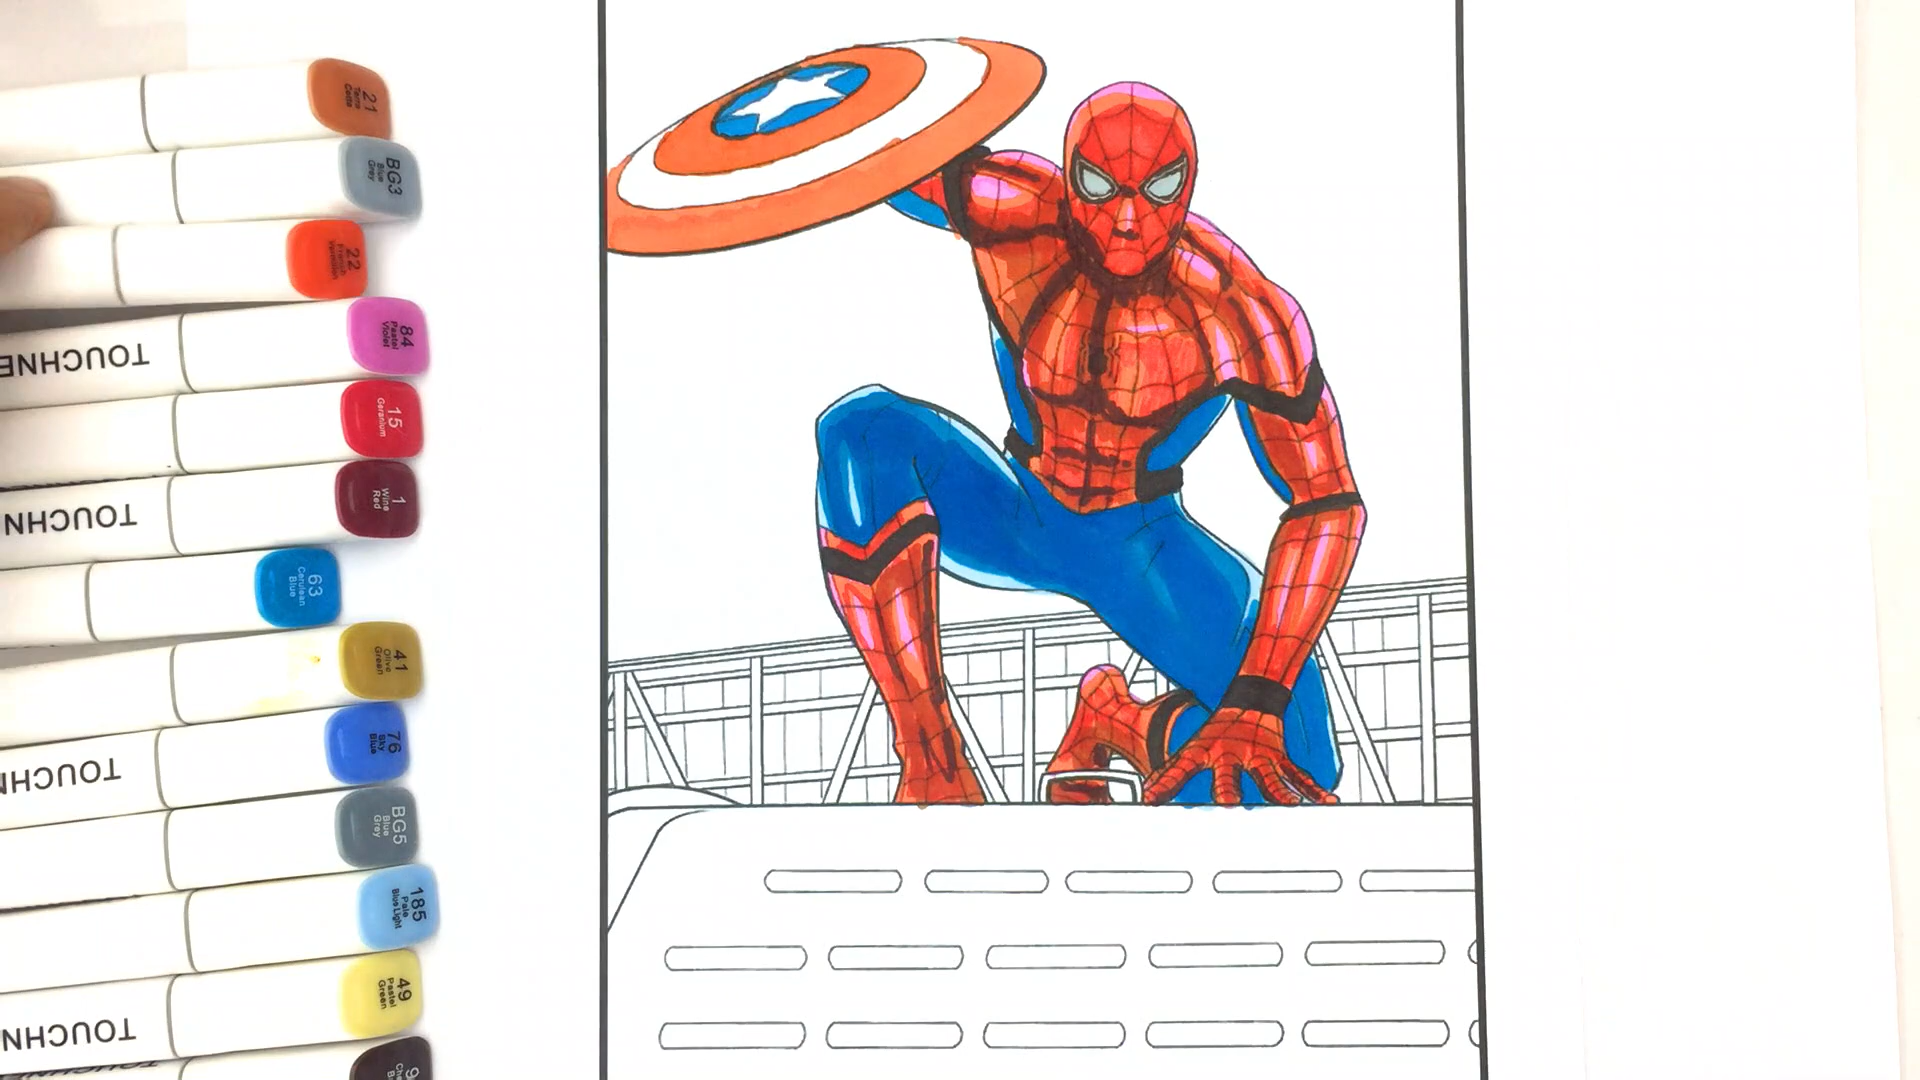 21
Terra
Cotta
BG3
Blue
Grey
22
French
Vermilion
84
Pastel
Violet
TOUCHNE
15
Geranium
1
Wine
Red
TOUCHN
63
Cerulean
Blue
41
Olive
Green
76
Sky
Blue
TOUCHN
BG5
Blue
Grey
185
Pale
Blue Light
49
Pastel
Green
TOUCHN